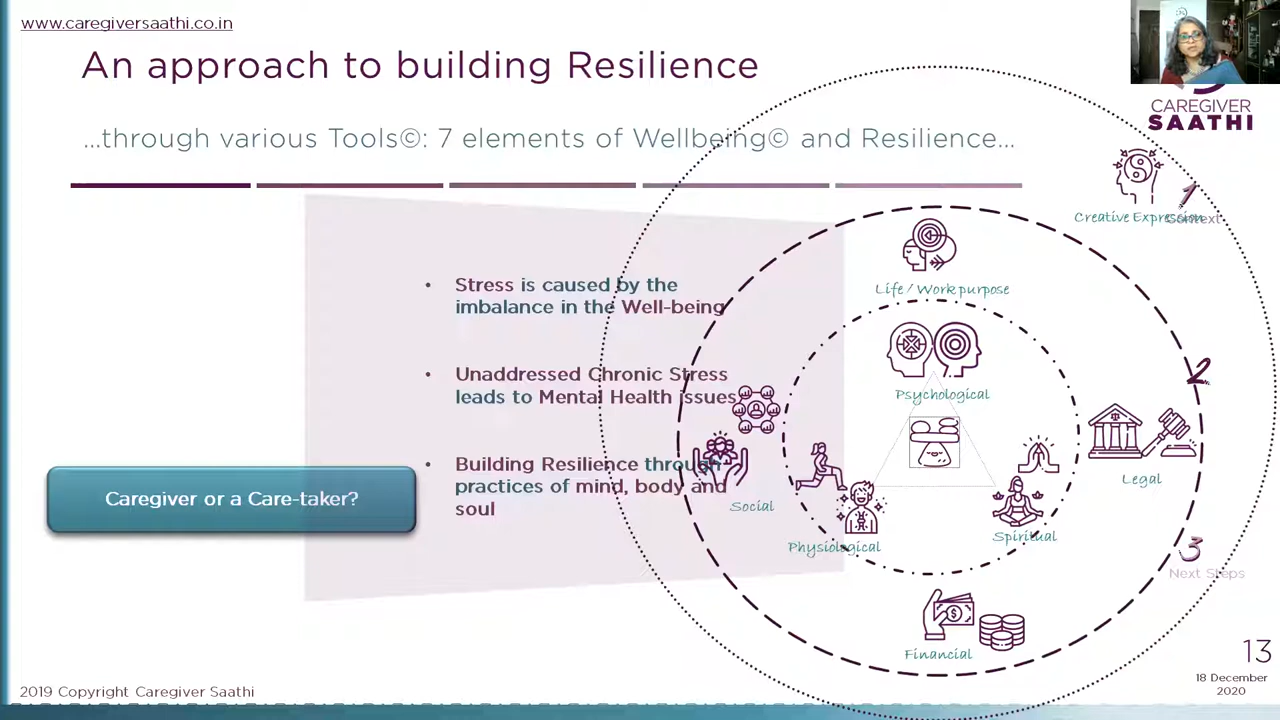 www.caregiversaathi.co.in
An approach to building Resilience
...through various Tools©: 7 elements of Wellbeing© and Resilience...
CAREGIVER
SAATHI
1
Creative Expression
Context
Life / Work purpose
• Stress is caused by the
imbalance in the Well-being
• Unaddressed Chronic Stress
leads to Mental Health issues
• Building Resilience through
practices of mind, body and
soul
Psychological
2
Legal
Social
Spiritual
Physiological
Caregiver or a Care-taker?
3
Next Steps
Financial
13
18 December
2020
2019 Copyright Caregiver Saathi